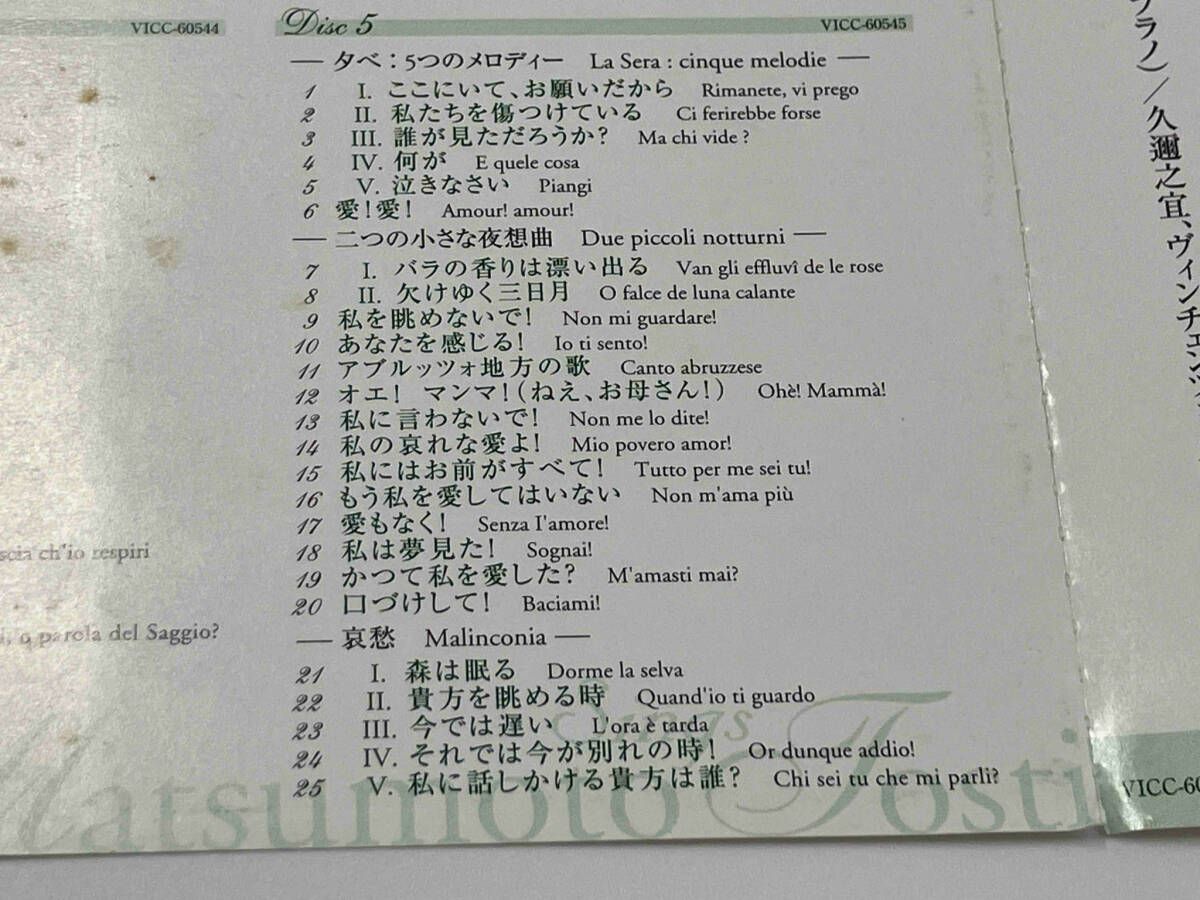 VICC-60544
scia ch'io respiri
o parola del Saggio?
Disc 5 VICC-60545
— 夕べ：5つのメロディー La Sera : cinque melodie —
1 I. ここにいて、お願いだから Rimanete, vi prego
2 II. 私たちを傷つけている Ci ferirebbe forse
3 III. 誰が見ただろうか？ Ma chi vide ?
4 IV. 何が E quele cosa
5 V. 泣きなさい Piangi
6 愛！愛！ Amour! amour!
— 二つの小さな夜想曲 Due piccoli notturni —
7 I. バラの香りは漂い出る Van gli effluvî de le rose
8 II. 欠けゆく三日月 O falce de luna calante
9 私を眺めないで！ Non mi guardare!
10 あなたを感じる！ Io ti sento!
11 アブルッツォ地方の歌 Canto abruzzese
12 オエ！ マンマ！（ねえ、お母さん！） Ohè! Mammà!
13 私に言わないで！ Non me lo dite!
14 私の哀れな愛よ！ Mio povero amor!
15 私にはお前がすべて！ Tutto per me sei tu!
16 もう私を愛してはいない Non m'ama più
17 愛もなく！ Senza I'amore!
18 私は夢見た！ Sognai!
19 かつて私を愛した？ M'amasti mai?
20 口づけして！ Baciami!
— 哀愁 Malinconia —
21 I. 森は眠る Dorme la selva
22 II. 貴方を眺める時 Quand'io ti guardo
23 III. 今では遅い L'ora è tarda
24 IV. それでは今が別れの時！ Or dunque addio!
25 V. 私に話しかける貴方は誰？ Chi sei tu che mi parli?
Matsumoto Tosti
プラノ）／久邇之宜、ヴィンチェンツ
VICC-60